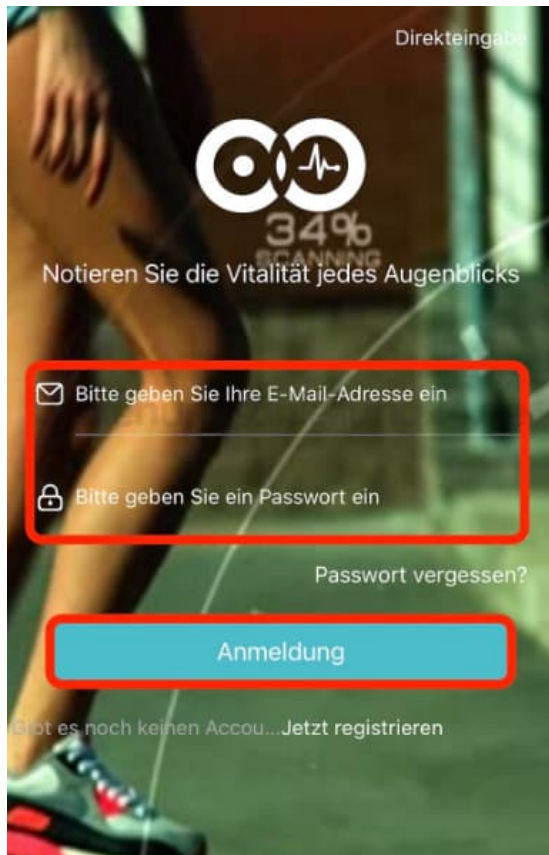 Direkteingabe
34%
SCANNING
Notieren Sie die Vitalität jedes Augenblicks
Bitte geben Sie Ihre E-Mail-Adresse ein
Bitte geben Sie ein Passwort ein
Passwort vergessen?
Anmeldung
Gibt es noch keinen Accou...Jetzt registrieren